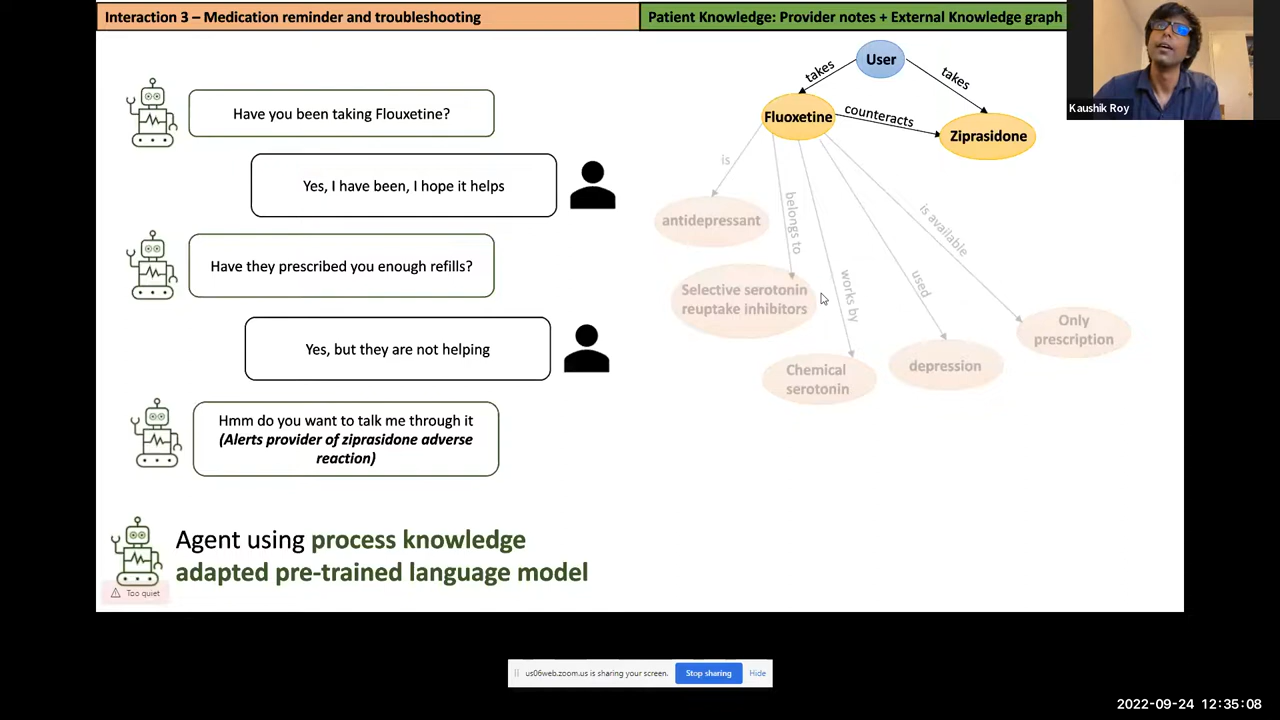 Interaction 3 – Medication reminder and troubleshooting
Patient Knowledge: Provider notes + External Knowledge graph
Kaushik Roy
Have you been taking Flouxetine?
Yes, I have been, I hope it helps
Have they prescribed you enough refills?
Yes, but they are not helping
Hmm do you want to talk me through it
(Alerts provider of ziprasidone adverse
reaction)
Agent using process knowledge
adapted pre-trained language model
Too quiet
User
takes
takes
Fluoxetine
counteracts
Ziprasidone
is
belongs to
works by
used
is available
antidepressant
Selective serotonin
reuptake inhibitors
Chemical
serotonin
depression
Only
prescription
us06web.zoom.us is sharing your screen.
Stop sharing
Hide
2022-09-24 12:35:08